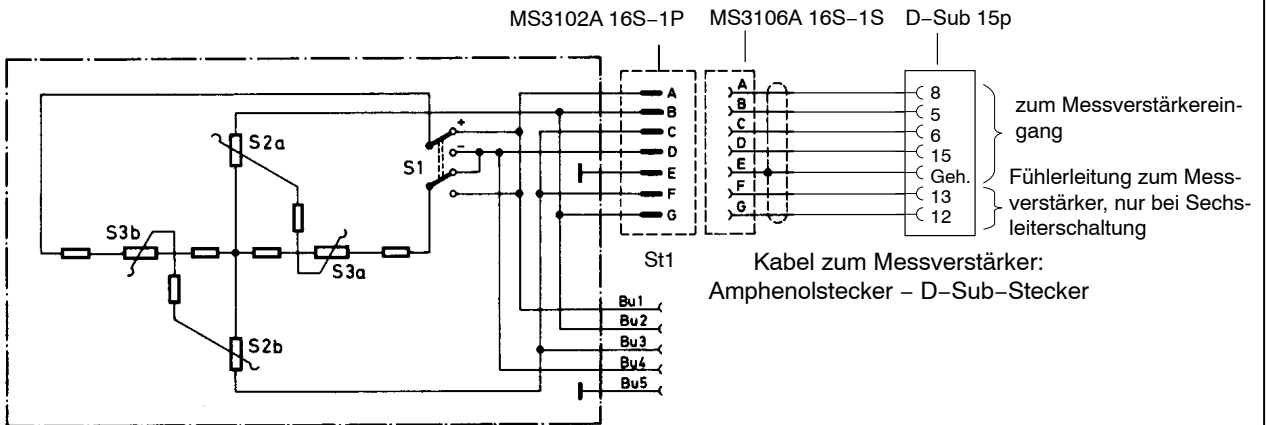 MS3102A 16S–1P MS3106A 16S–1S D–Sub 15p
+
–
S1
S2a
S3b
S3a
S2b
A
B
C
D
E
F
G
St1
A
B
C
D
E
F
G
8
5
6
15
Geh.
13
12
zum Messverstärkerein-
gang
Fühlerleitung zum Mess-
verstärker, nur bei Sechs-
leiterschaltung
Kabel zum Messverstärker:
Amphenolstecker – D–Sub–Stecker
Bu1
Bu2
Bu3
Bu4
Bu5